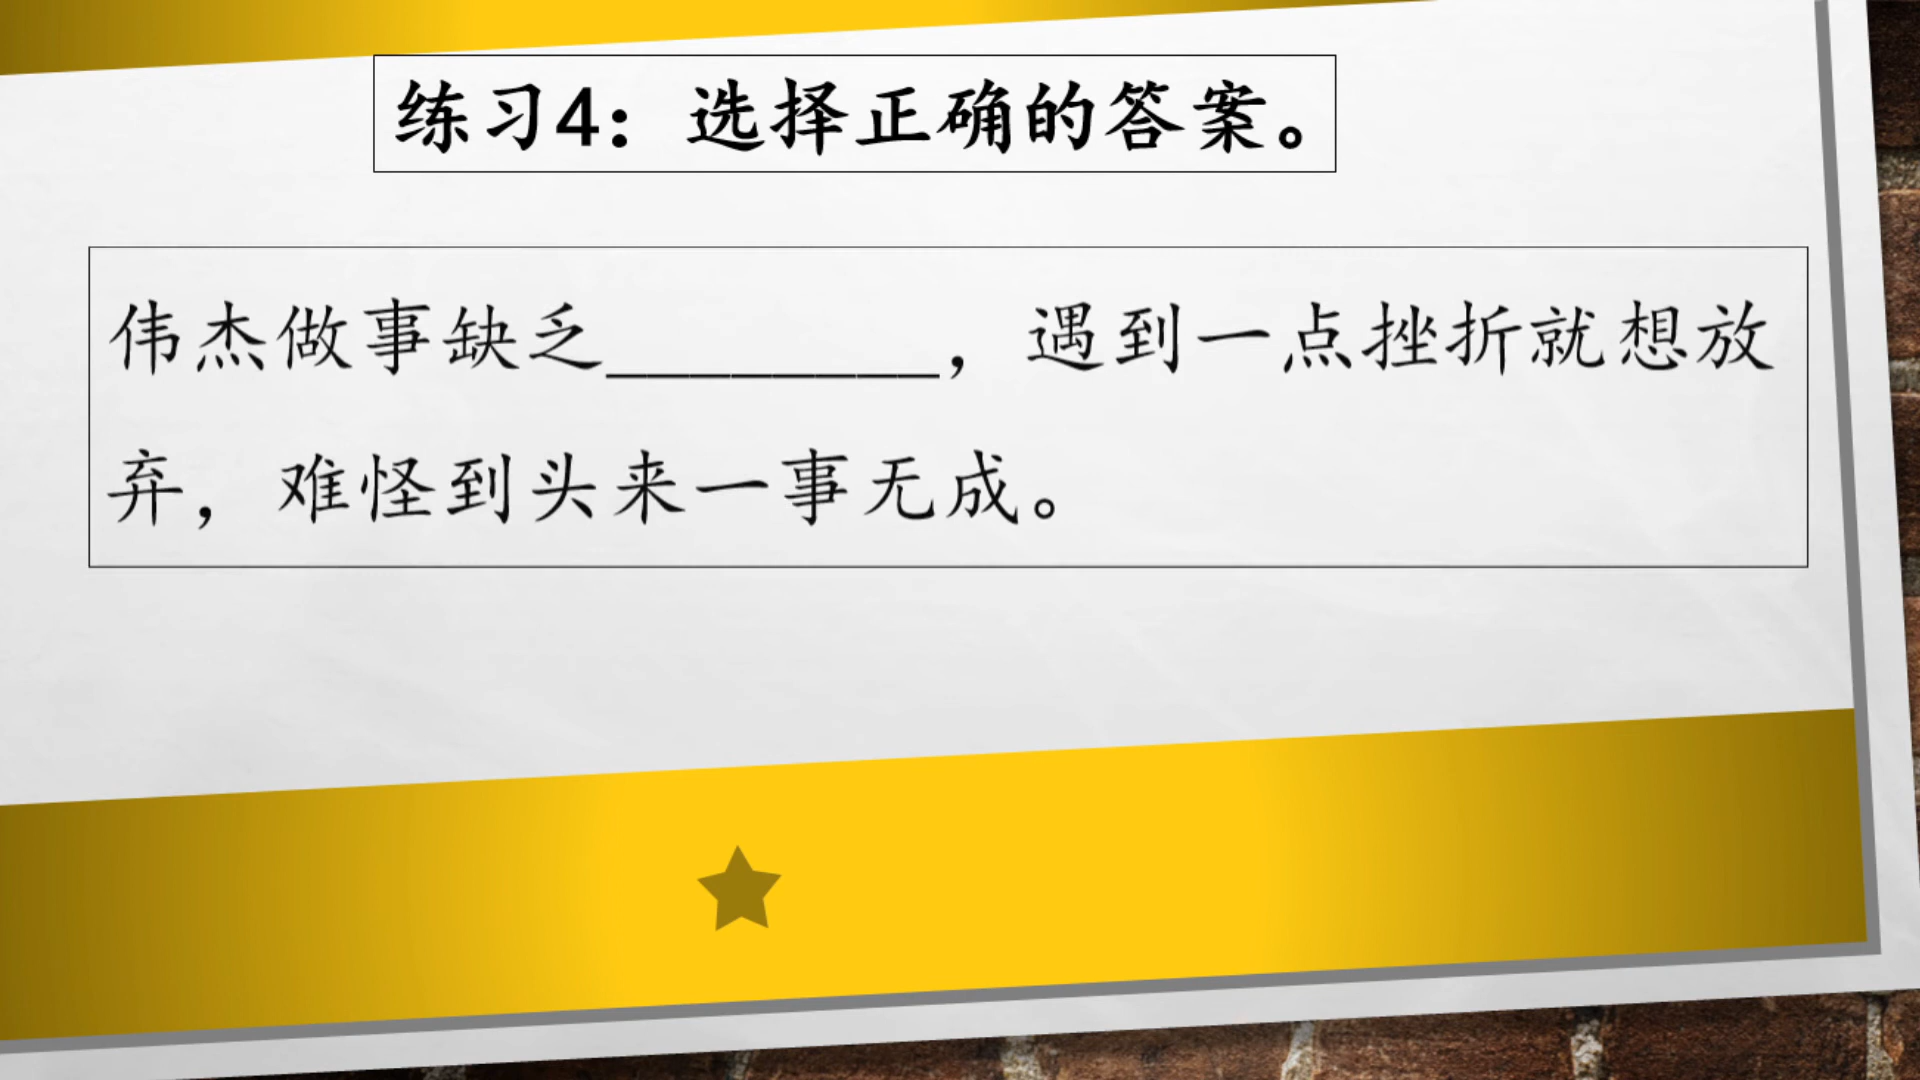 练习4：选择正确的答案。
伟杰做事缺乏________，遇到一点挫折就想放
弃，难怪到头来一事无成。